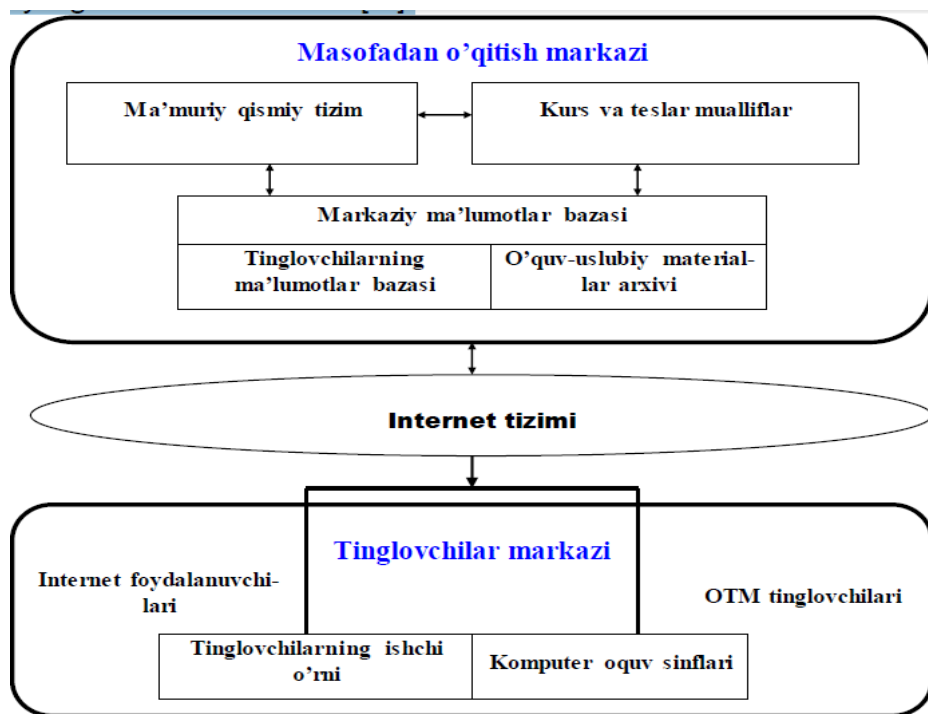 Masofadan o’qitish markazi
Ma’muriy qismiy tizim
Kurs va teslar mualliflar
Markaziy ma’lumotlar bazasi
Tinglovchilarning
ma’lumotlar bazasi
O’quv-uslubiy material-
lar arxivi
Internet tizimi
Tinglovchilar markazi
Internet foydalanuvchi-
lari
OTM tinglovchilari
Tinglovchilarning ishchi
o’rni
Komputer oquv sinflari